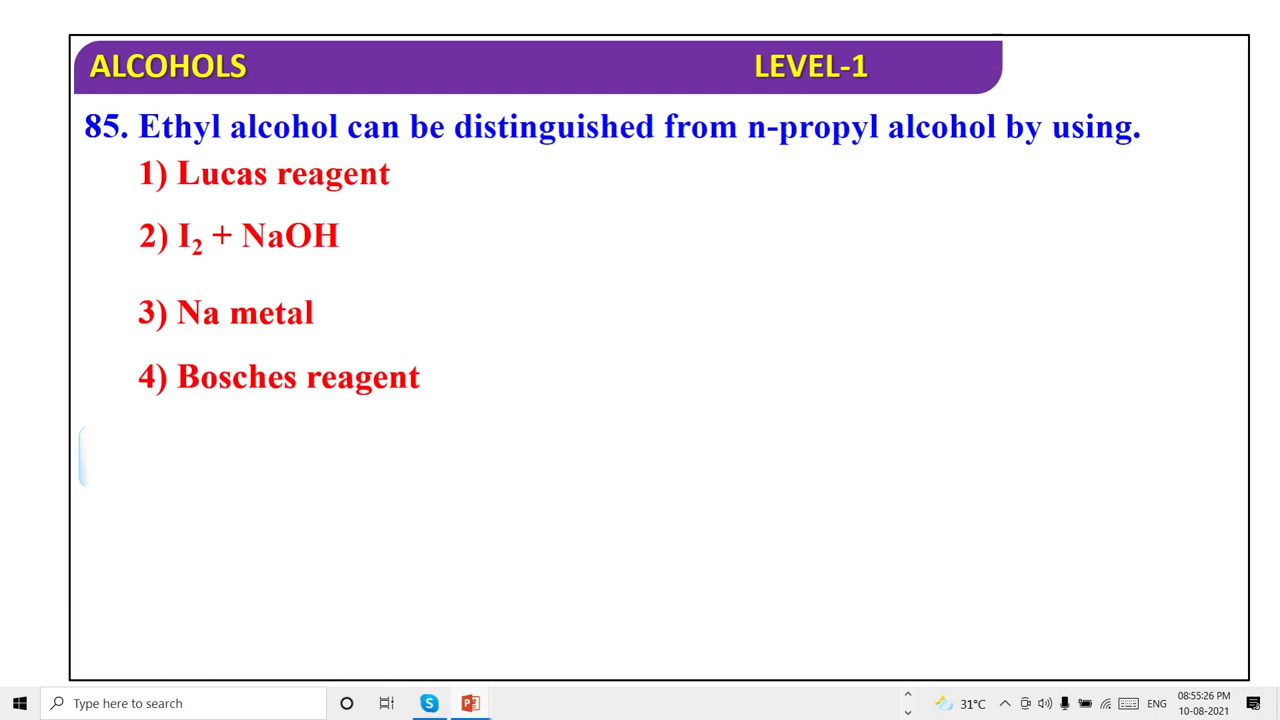 ALCOHOLS LEVEL-1
85. Ethyl alcohol can be distinguished from n-propyl alcohol by using.
1) Lucas reagent
2) I₂ + NaOH
3) Na metal
4) Bosches reagent
Type here to search 31°C ENG 08:55:26 PM
10-08-2021